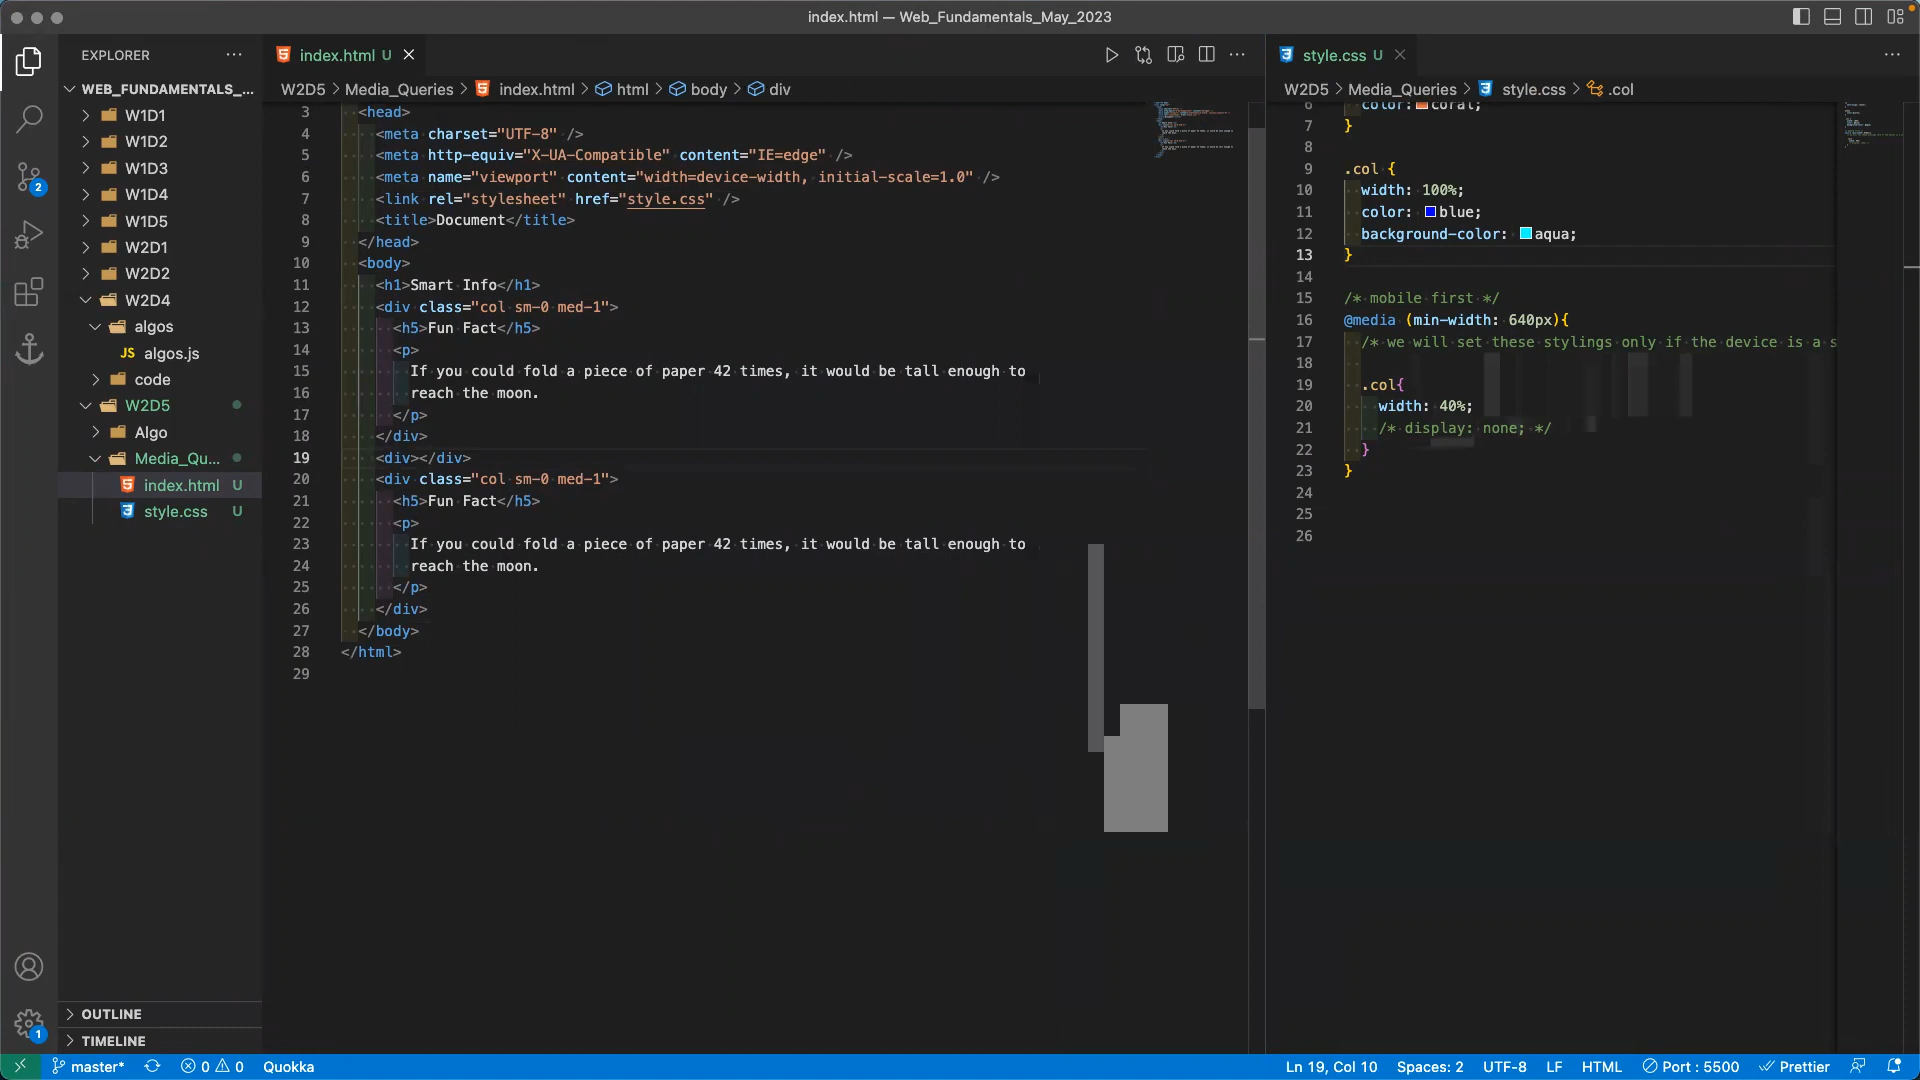 index.html — Web_Fundamentals_May_2023
EXPLORER
WEB_FUNDAMENTALS_...
W1D1
W1D2
W1D3
W1D4
W1D5
W2D1
W2D2
W2D4
algos
JS algos.js
code
W2D5
Algo
Media_Qu...
index.html U
style.css U
OUTLINE
TIMELINE
2
1
index.html U
W2D5 > Media_Queries > index.html > html > body > div
3 <head>
4 <meta charset="UTF-8" />
5 <meta http-equiv="X-UA-Compatible" content="IE=edge" />
6 <meta name="viewport" content="width=device-width, initial-scale=1.0" />
7 <link rel="stylesheet" href="style.css" />
8 <title>Document</title>
9 </head>
10 <body>
11 <h1>Smart Info</h1>
12 <div class="col sm-0 med-1">
13 <h5>Fun Fact</h5>
14 <p>
15 If you could fold a piece of paper 42 times, it would be tall enough to
16 reach the moon.
17 </p>
18 </div>
19 <div></div>
20 <div class="col sm-0 med-1">
21 <h5>Fun Fact</h5>
22 <p>
23 If you could fold a piece of paper 42 times, it would be tall enough to
24 reach the moon.
25 </p>
26 </div>
27 </body>
28 </html>
29
style.css U
W2D5 > Media_Queries > style.css > .col
6 color: coral;
7 }
8
9 .col {
10 width: 100%;
11 color: blue;
12 background-color: aqua;
13 }
14
15 /* mobile first */
16 @media (min-width: 640px){
17 /* we will set these stylings only if the device is a s
18
19 .col{
20 width: 40%;
21 /* display: none; */
22 }
23 }
24
25
26
master* 0 0 Quokka
Ln 19, Col 10 Spaces: 2 UTF-8 LF HTML Port : 5500 Prettier